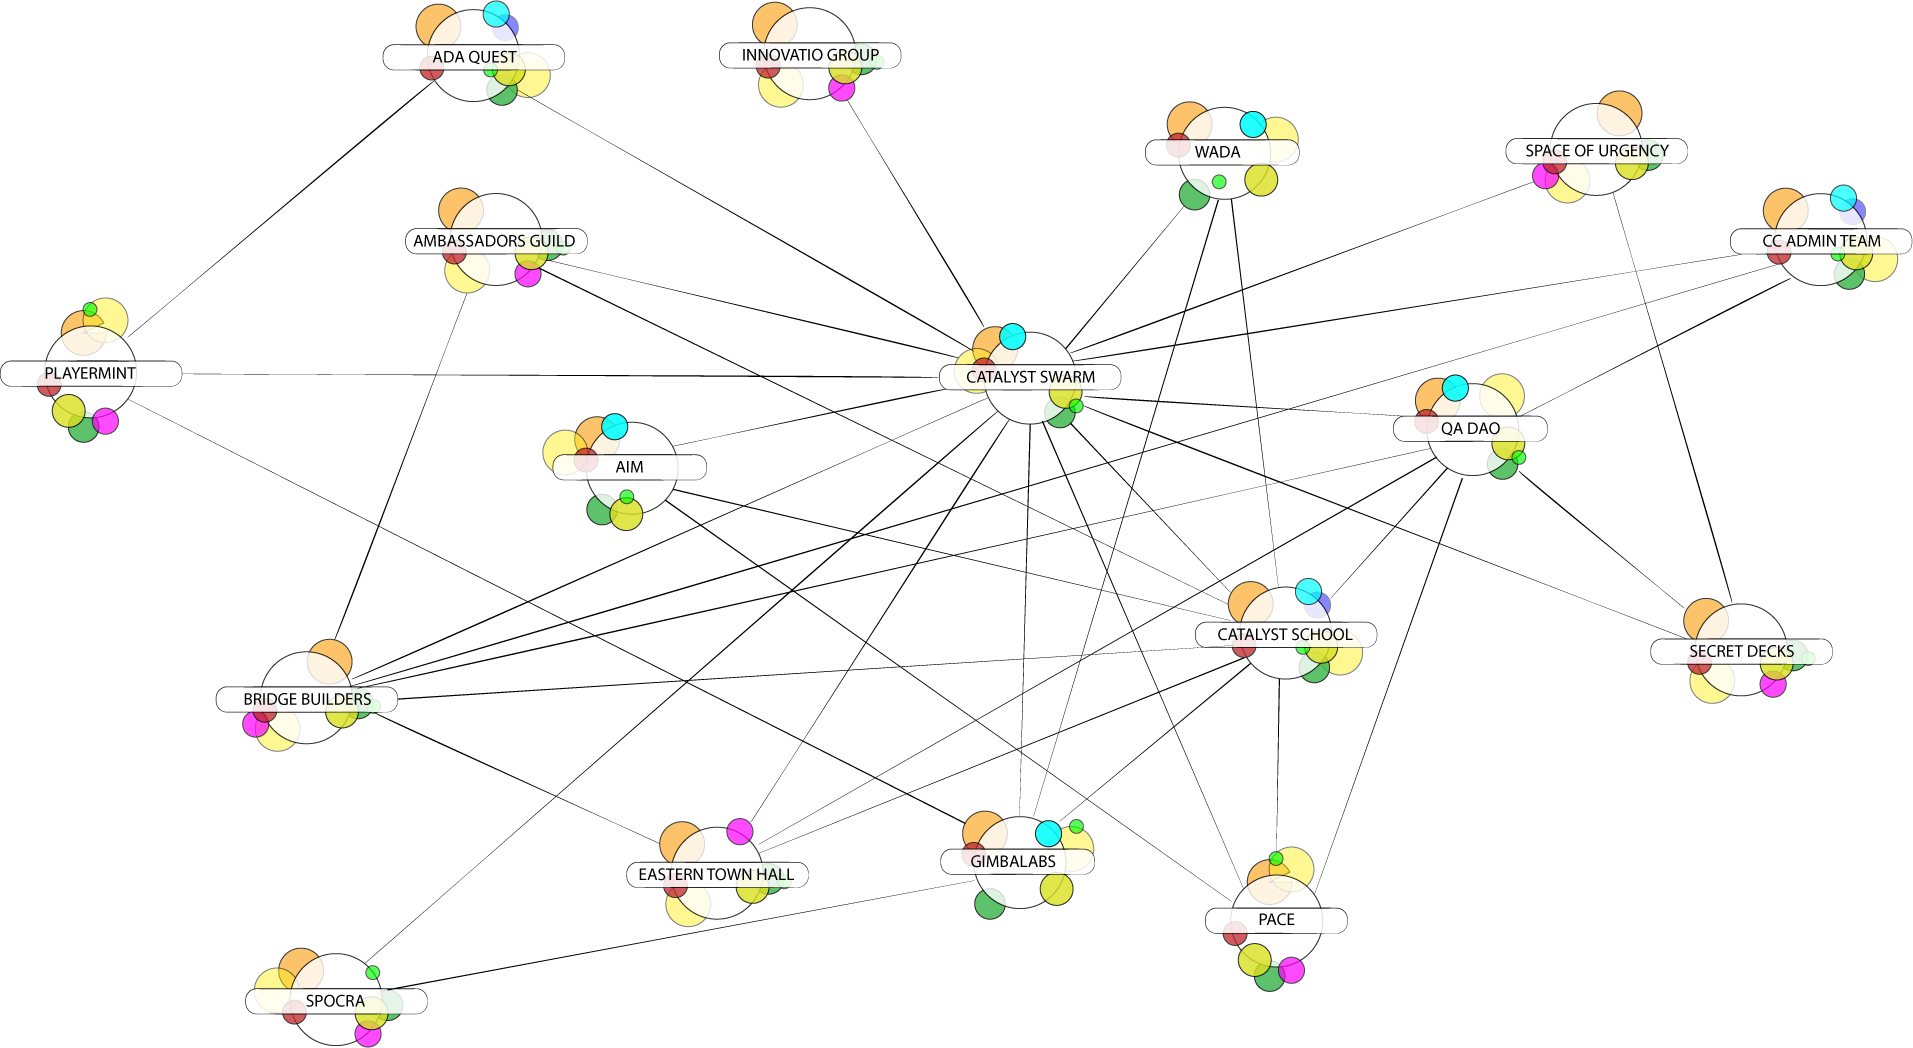 ADA QUEST
INNOVATIO GROUP
WADA
SPACE OF URGENCY
AMBASSADORS GUILD
CC ADMIN TEAM
PLAYERMINT
CATALYST SWARM
QA DAO
AIM
CATALYST SCHOOL
SECRET DECKS
BRIDGE BUILDERS
EASTERN TOWN HALL
GIMBALABS
PACE
SPOCRA